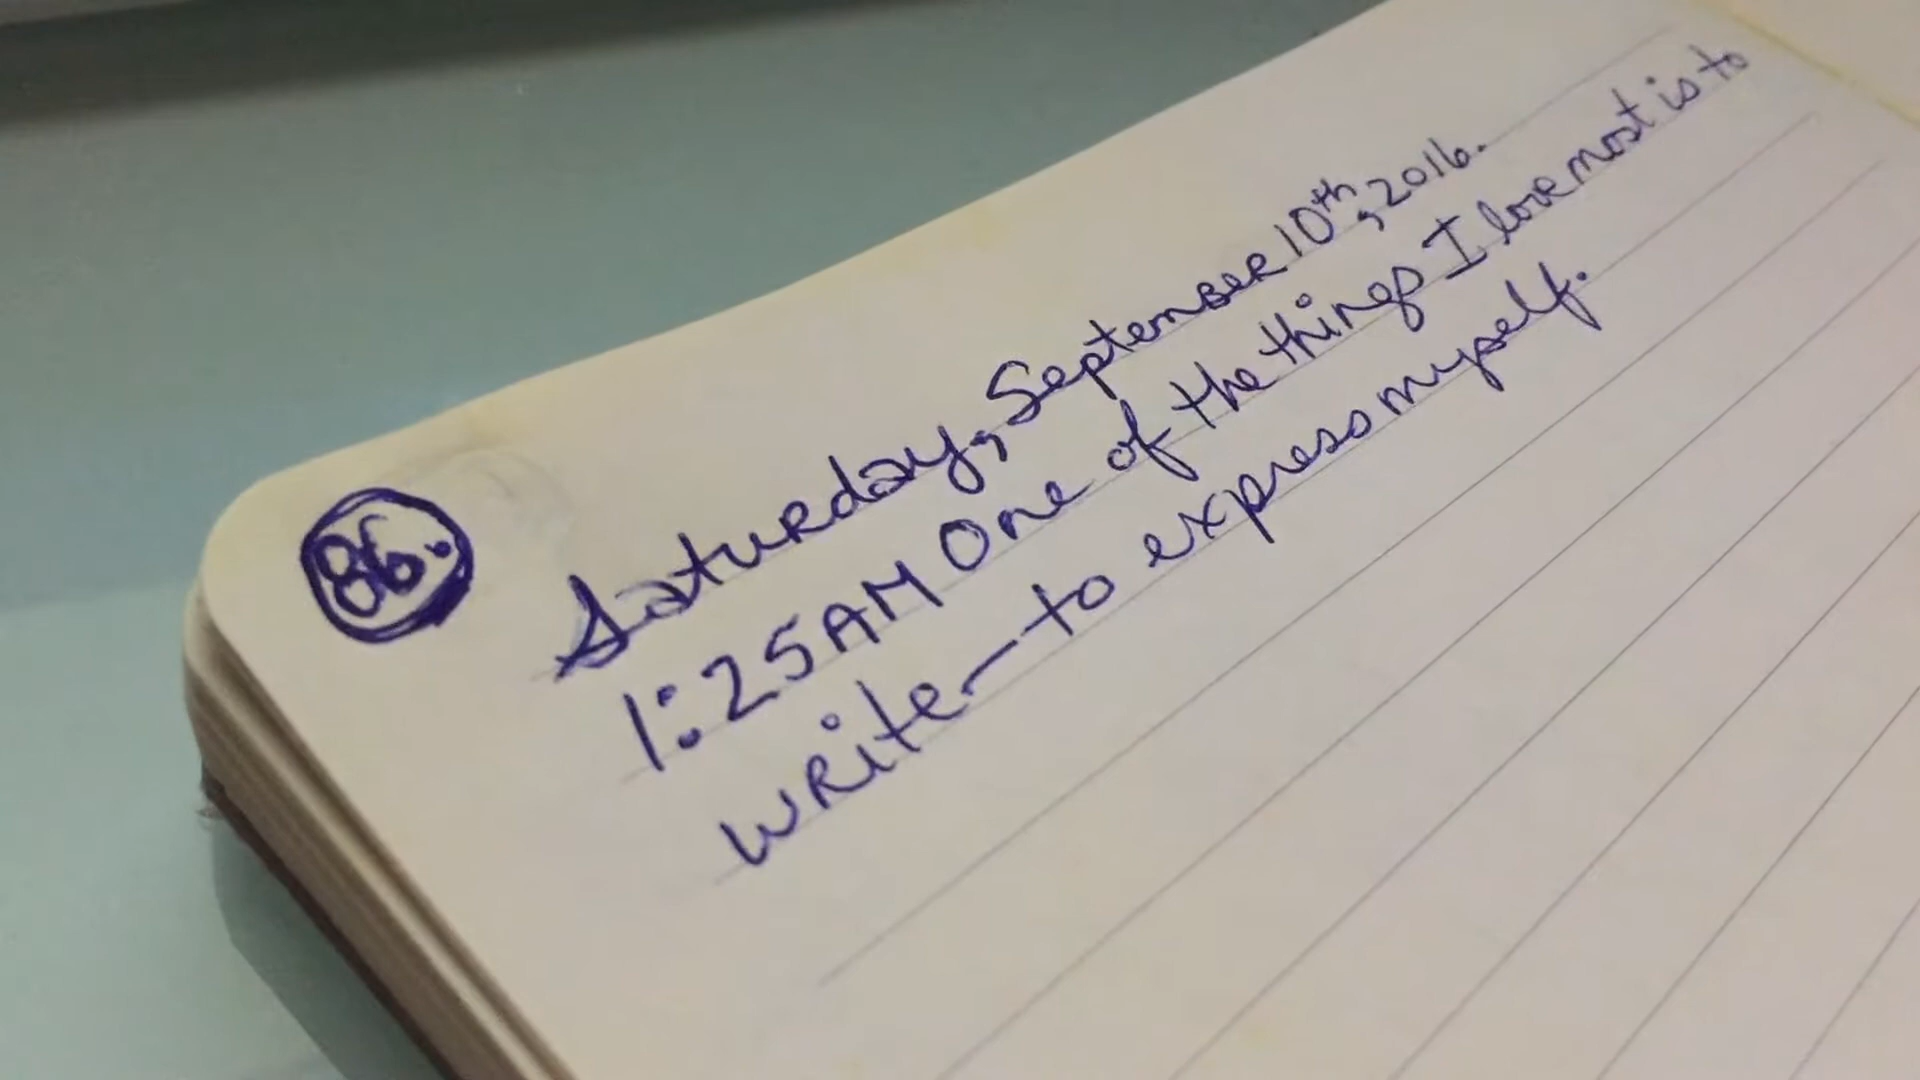 86.
Saturday, September 10th, 2016.
1:25AM One of the things I love most is to
write—to express myself.